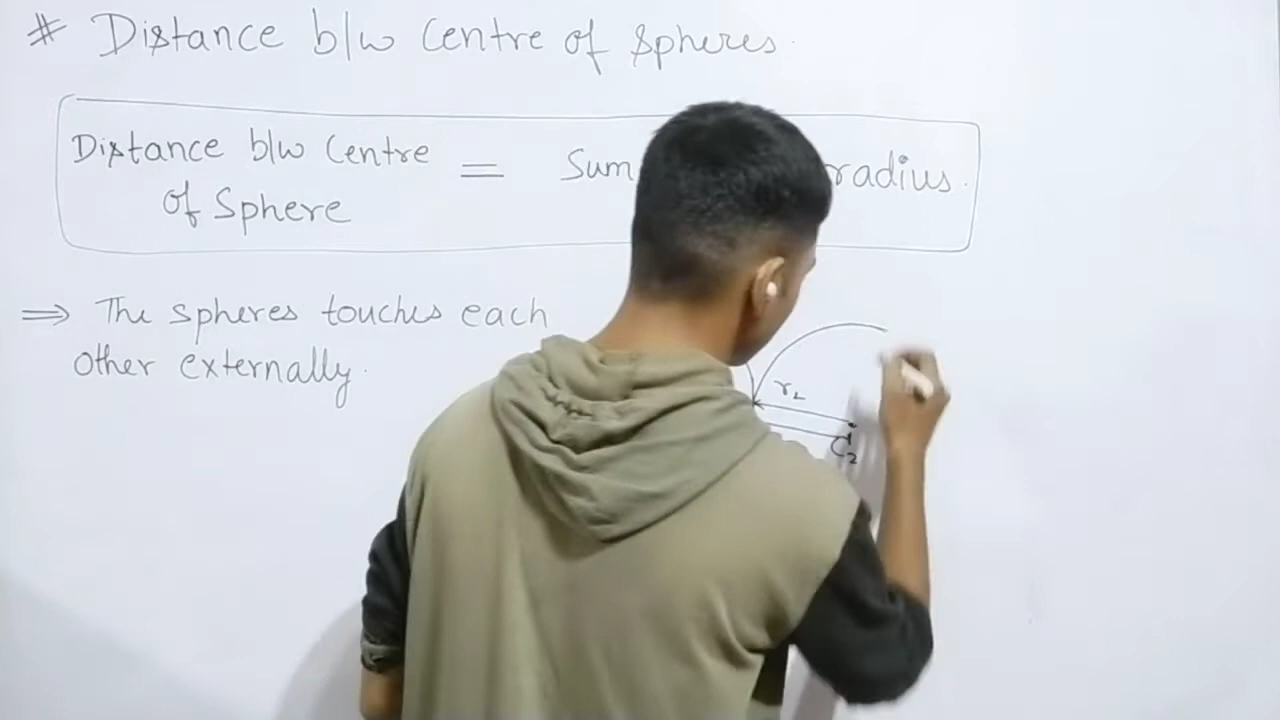 # Distance b/w Centre of Spheres.
Distance b/w Centre = Sum radius.
of Sphere
⇒ The spheres touches each
other externally.
r₂
C₂